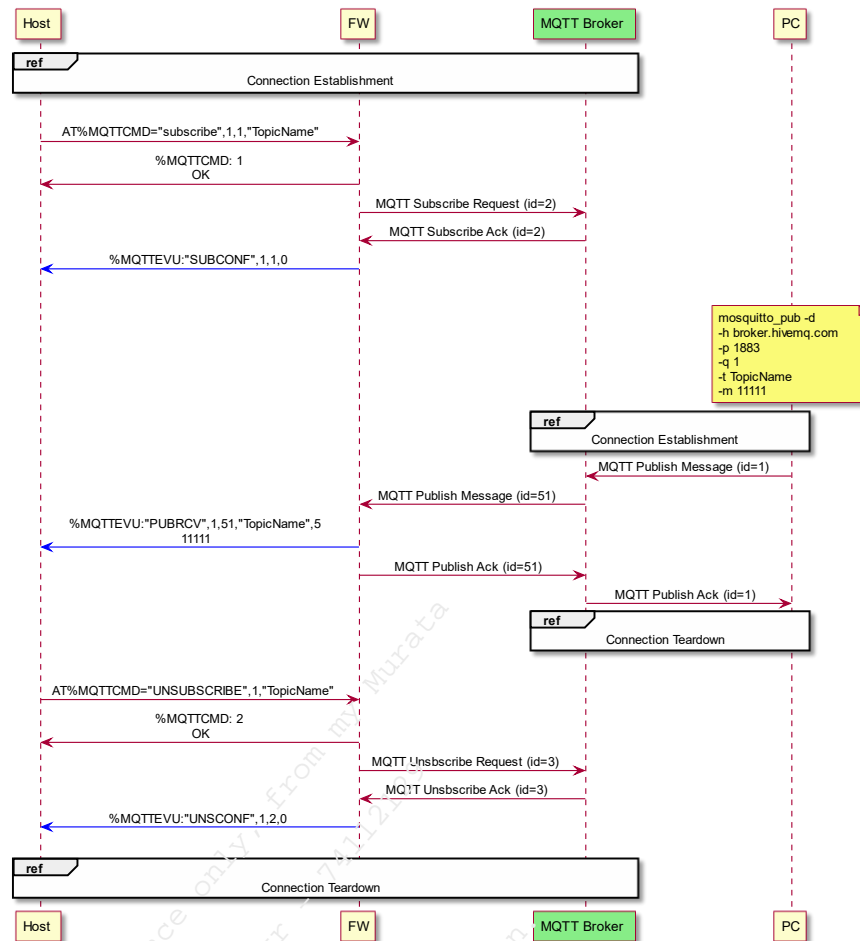 Host FW MQTT Broker PC
ref
Connection Establishment
AT%MQTTCMD="subscribe",1,1,"TopicName"
%MQTTCMD: 1
OK
MQTT Subscribe Request (id=2)
MQTT Subscribe Ack (id=2)
%MQTTEVU:"SUBCONF",1,1,0
mosquitto_pub -d
-h broker.hivemq.com
-p 1883
-q 1
-t TopicName
-m 11111
ref
Connection Establishment
MQTT Publish Message (id=1)
MQTT Publish Message (id=51)
%MQTTEVU:"PUBRCV",1,51,"TopicName",5
11111
MQTT Publish Ack (id=51)
MQTT Publish Ack (id=1)
ref
Connection Teardown
AT%MQTTCMD="UNSUBSCRIBE",1,"TopicName"
%MQTTCMD: 2
OK
MQTT Unsbscribe Request (id=3)
MQTT Unsbscribe Ack (id=3)
%MQTTEVU:"UNSCONF",1,2,0
ref
Connection Teardown
Host FW MQTT Broker PC
only, from my Murata